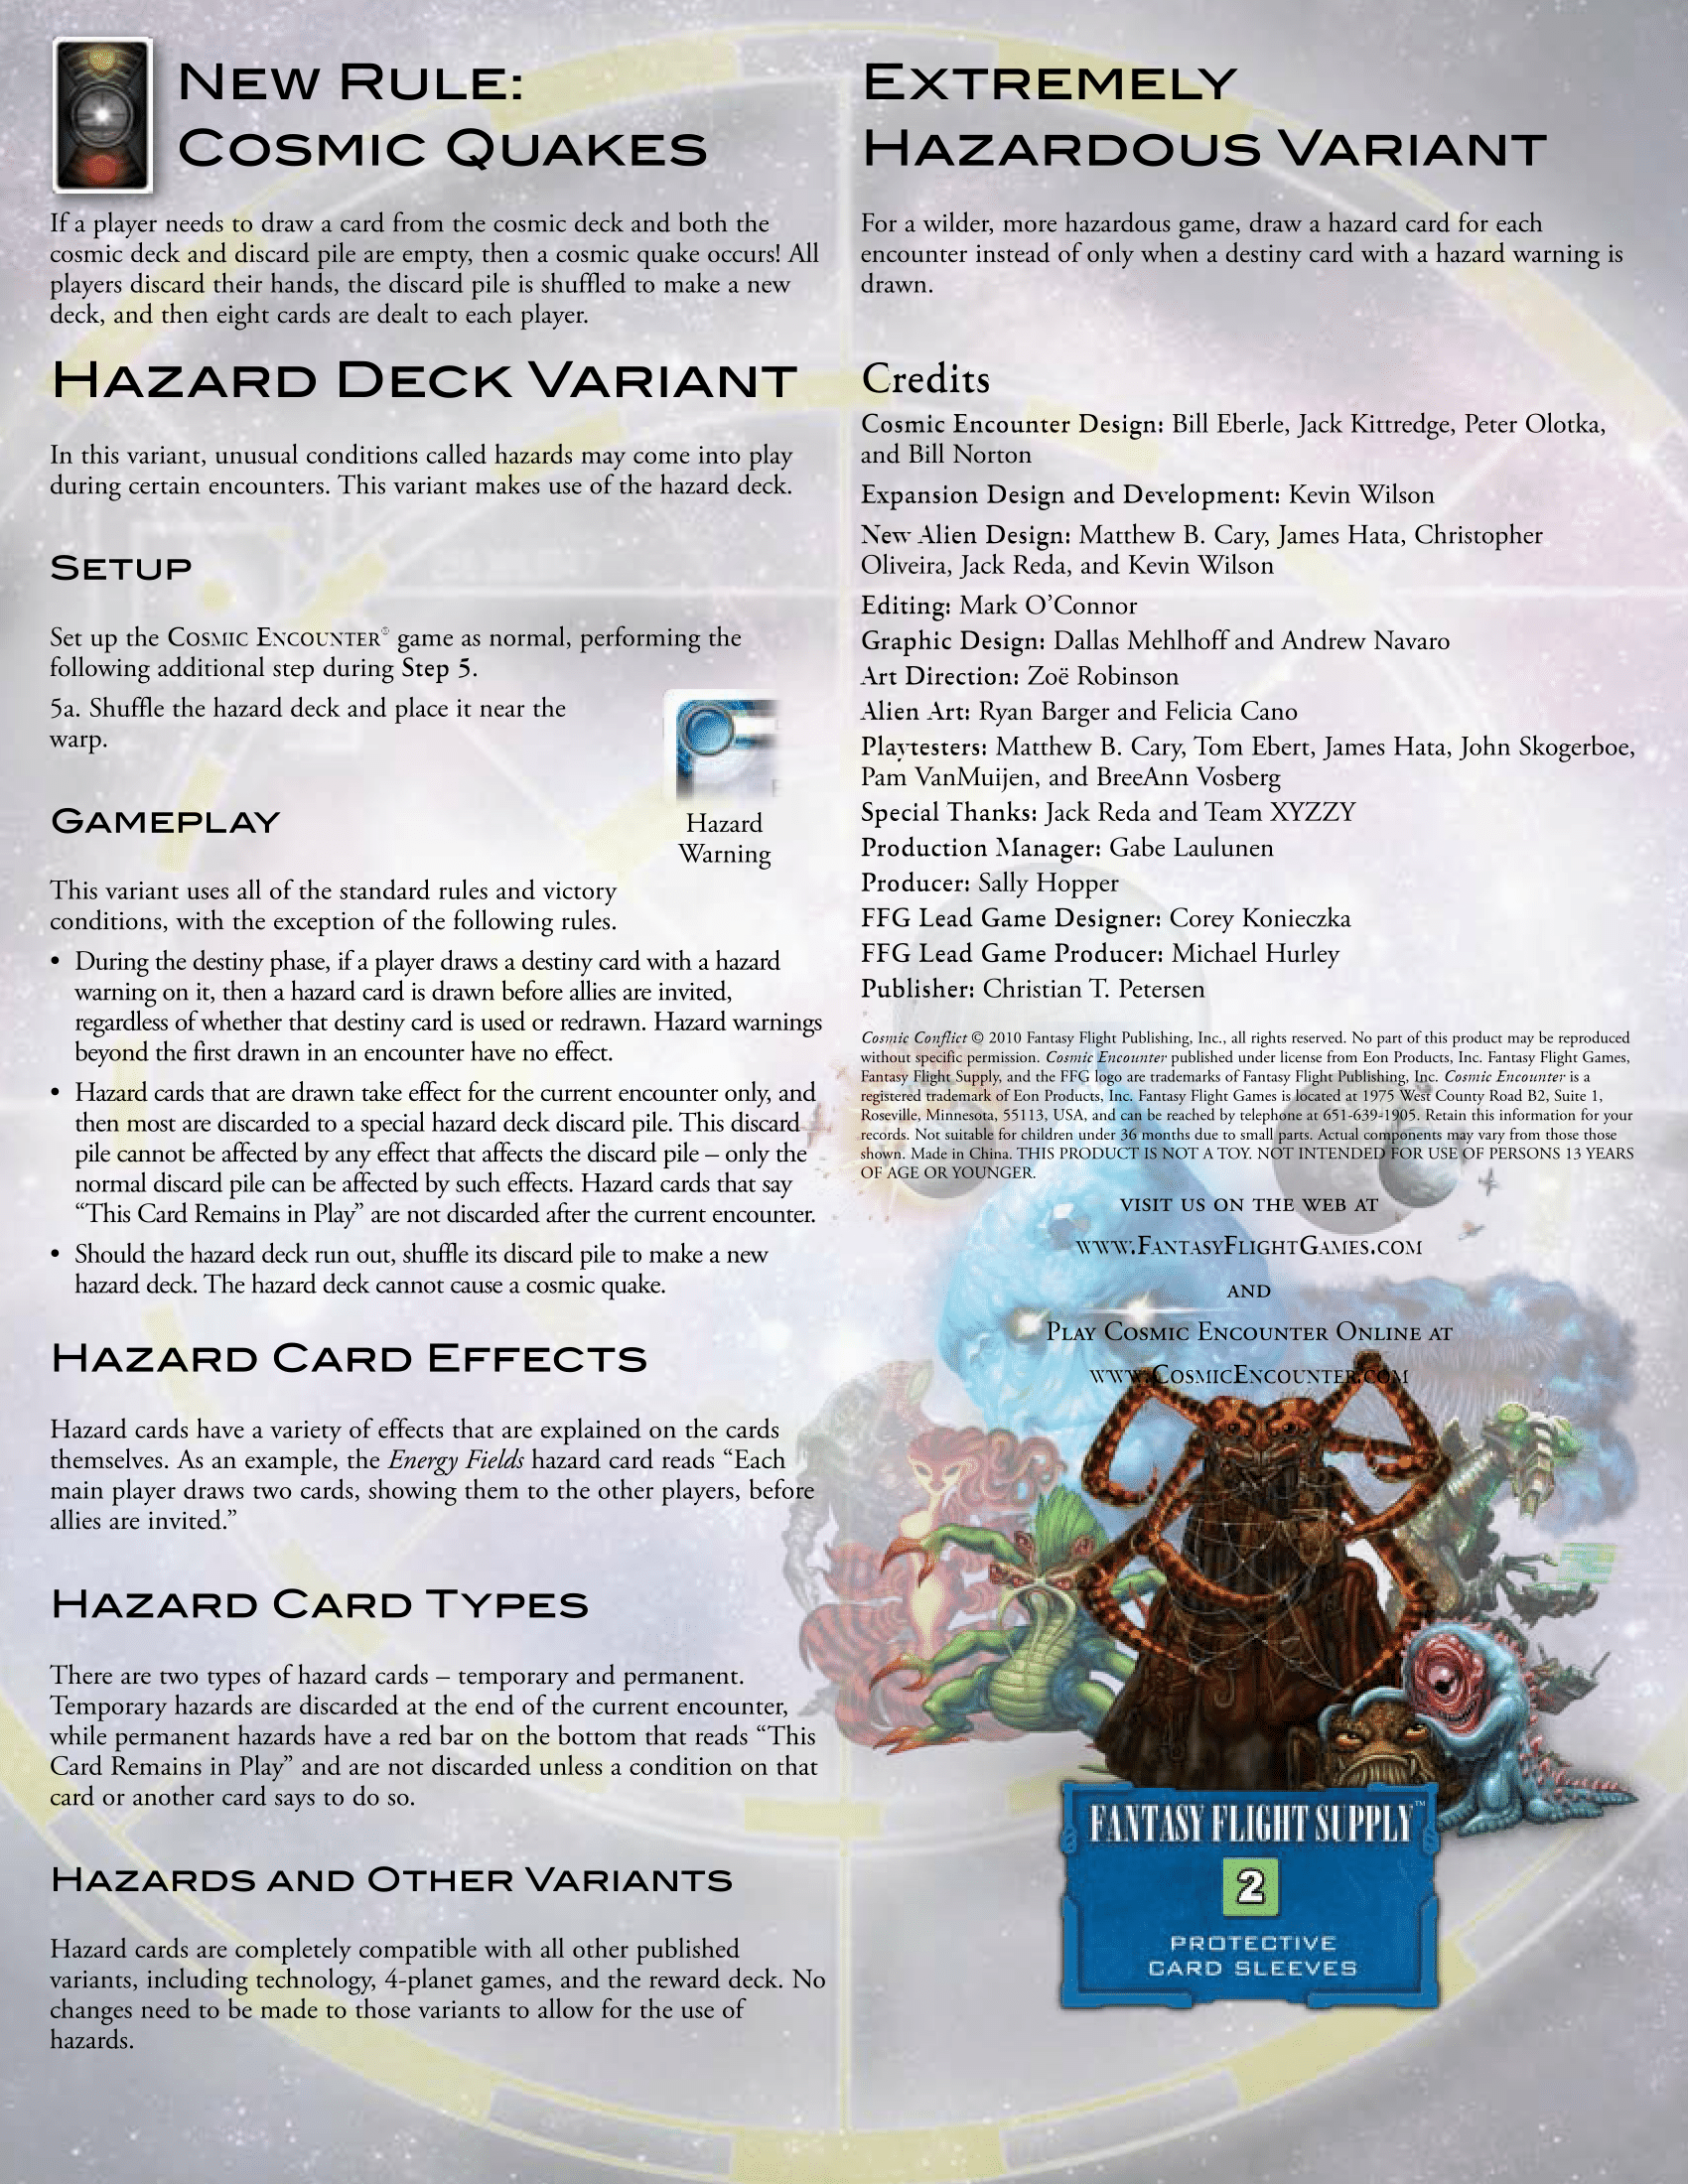 New Rule:
Cosmic Quakes
If a player needs to draw a card from the cosmic deck and both the
cosmic deck and discard pile are empty, then a cosmic quake occurs! All
players discard their hands, the discard pile is shuffled to make a new
deck, and then eight cards are dealt to each player.
Hazard Deck Variant
In this variant, unusual conditions called hazards may come into play
during certain encounters. This variant makes use of the hazard deck.
Setup
Set up the Cosmic Encounter® game as normal, performing the
following additional step during Step 5.
5a. Shuffle the hazard deck and place it near the
warp.
Hazard
Warning
Gameplay
This variant uses all of the standard rules and victory
conditions, with the exception of the following rules.
• During the destiny phase, if a player draws a destiny card with a hazard
warning on it, then a hazard card is drawn before allies are invited,
regardless of whether that destiny card is used or redrawn. Hazard warnings
beyond the first drawn in an encounter have no effect.
• Hazard cards that are drawn take effect for the current encounter only, and
then most are discarded to a special hazard deck discard pile. This discard
pile cannot be affected by any effect that affects the discard pile – only the
normal discard pile can be affected by such effects. Hazard cards that say
“This Card Remains in Play” are not discarded after the current encounter.
• Should the hazard deck run out, shuffle its discard pile to make a new
hazard deck. The hazard deck cannot cause a cosmic quake.
Hazard Card Effects
Hazard cards have a variety of effects that are explained on the cards
themselves. As an example, the Energy Fields hazard card reads “Each
main player draws two cards, showing them to the other players, before
allies are invited.”
Hazard Card Types
There are two types of hazard cards – temporary and permanent.
Temporary hazards are discarded at the end of the current encounter,
while permanent hazards have a red bar on the bottom that reads “This
Card Remains in Play” and are not discarded unless a condition on that
card or another card says to do so.
Hazards and Other Variants
Hazard cards are completely compatible with all other published
variants, including technology, 4-planet games, and the reward deck. No
changes need to be made to those variants to allow for the use of
hazards.
Extremely
Hazardous Variant
For a wilder, more hazardous game, draw a hazard card for each
encounter instead of only when a destiny card with a hazard warning is
drawn.
Credits
Cosmic Encounter Design: Bill Eberle, Jack Kittredge, Peter Olotka,
and Bill Norton
Expansion Design and Development: Kevin Wilson
New Alien Design: Matthew B. Cary, James Hata, Christopher
Oliveira, Jack Reda, and Kevin Wilson
Editing: Mark O’Connor
Graphic Design: Dallas Mehlhoff and Andrew Navaro
Art Direction: Zoë Robinson
Alien Art: Ryan Barger and Felicia Cano
Playtesters: Matthew B. Cary, Tom Ebert, James Hata, John Skogerboe,
Pam VanMuijen, and BreeAnn Vosberg
Special Thanks: Jack Reda and Team XYZZY
Production Manager: Gabe Laulunen
Producer: Sally Hopper
FFG Lead Game Designer: Corey Konieczka
FFG Lead Game Producer: Michael Hurley
Publisher: Christian T. Petersen
Cosmic Conflict © 2010 Fantasy Flight Publishing, Inc., all rights reserved. No part of this product may be reproduced
without specific permission. Cosmic Encounter published under license from Eon Products, Inc. Fantasy Flight Games,
Fantasy Flight Supply, and the FFG logo are trademarks of Fantasy Flight Publishing, Inc. Cosmic Encounter is a
registered trademark of Eon Products, Inc. Fantasy Flight Games is located at 1975 West County Road B2, Suite 1,
Roseville, Minnesota, 55113, USA, and can be reached by telephone at 651-639-1905. Retain this information for your
records. Not suitable for children under 36 months due to small parts. Actual components may vary from those those
shown. Made in China. THIS PRODUCT IS NOT A TOY. NOT INTENDED FOR USE OF PERSONS 13 YEARS
OF AGE OR YOUNGER.
visit us on the web at
www.FantasyFlightGames.com
and
Play Cosmic Encounter Online at
www.CosmicEncounter.com
FANTASY FLIGHT SUPPLY™
2
PROTECTIVE
CARD SLEEVES